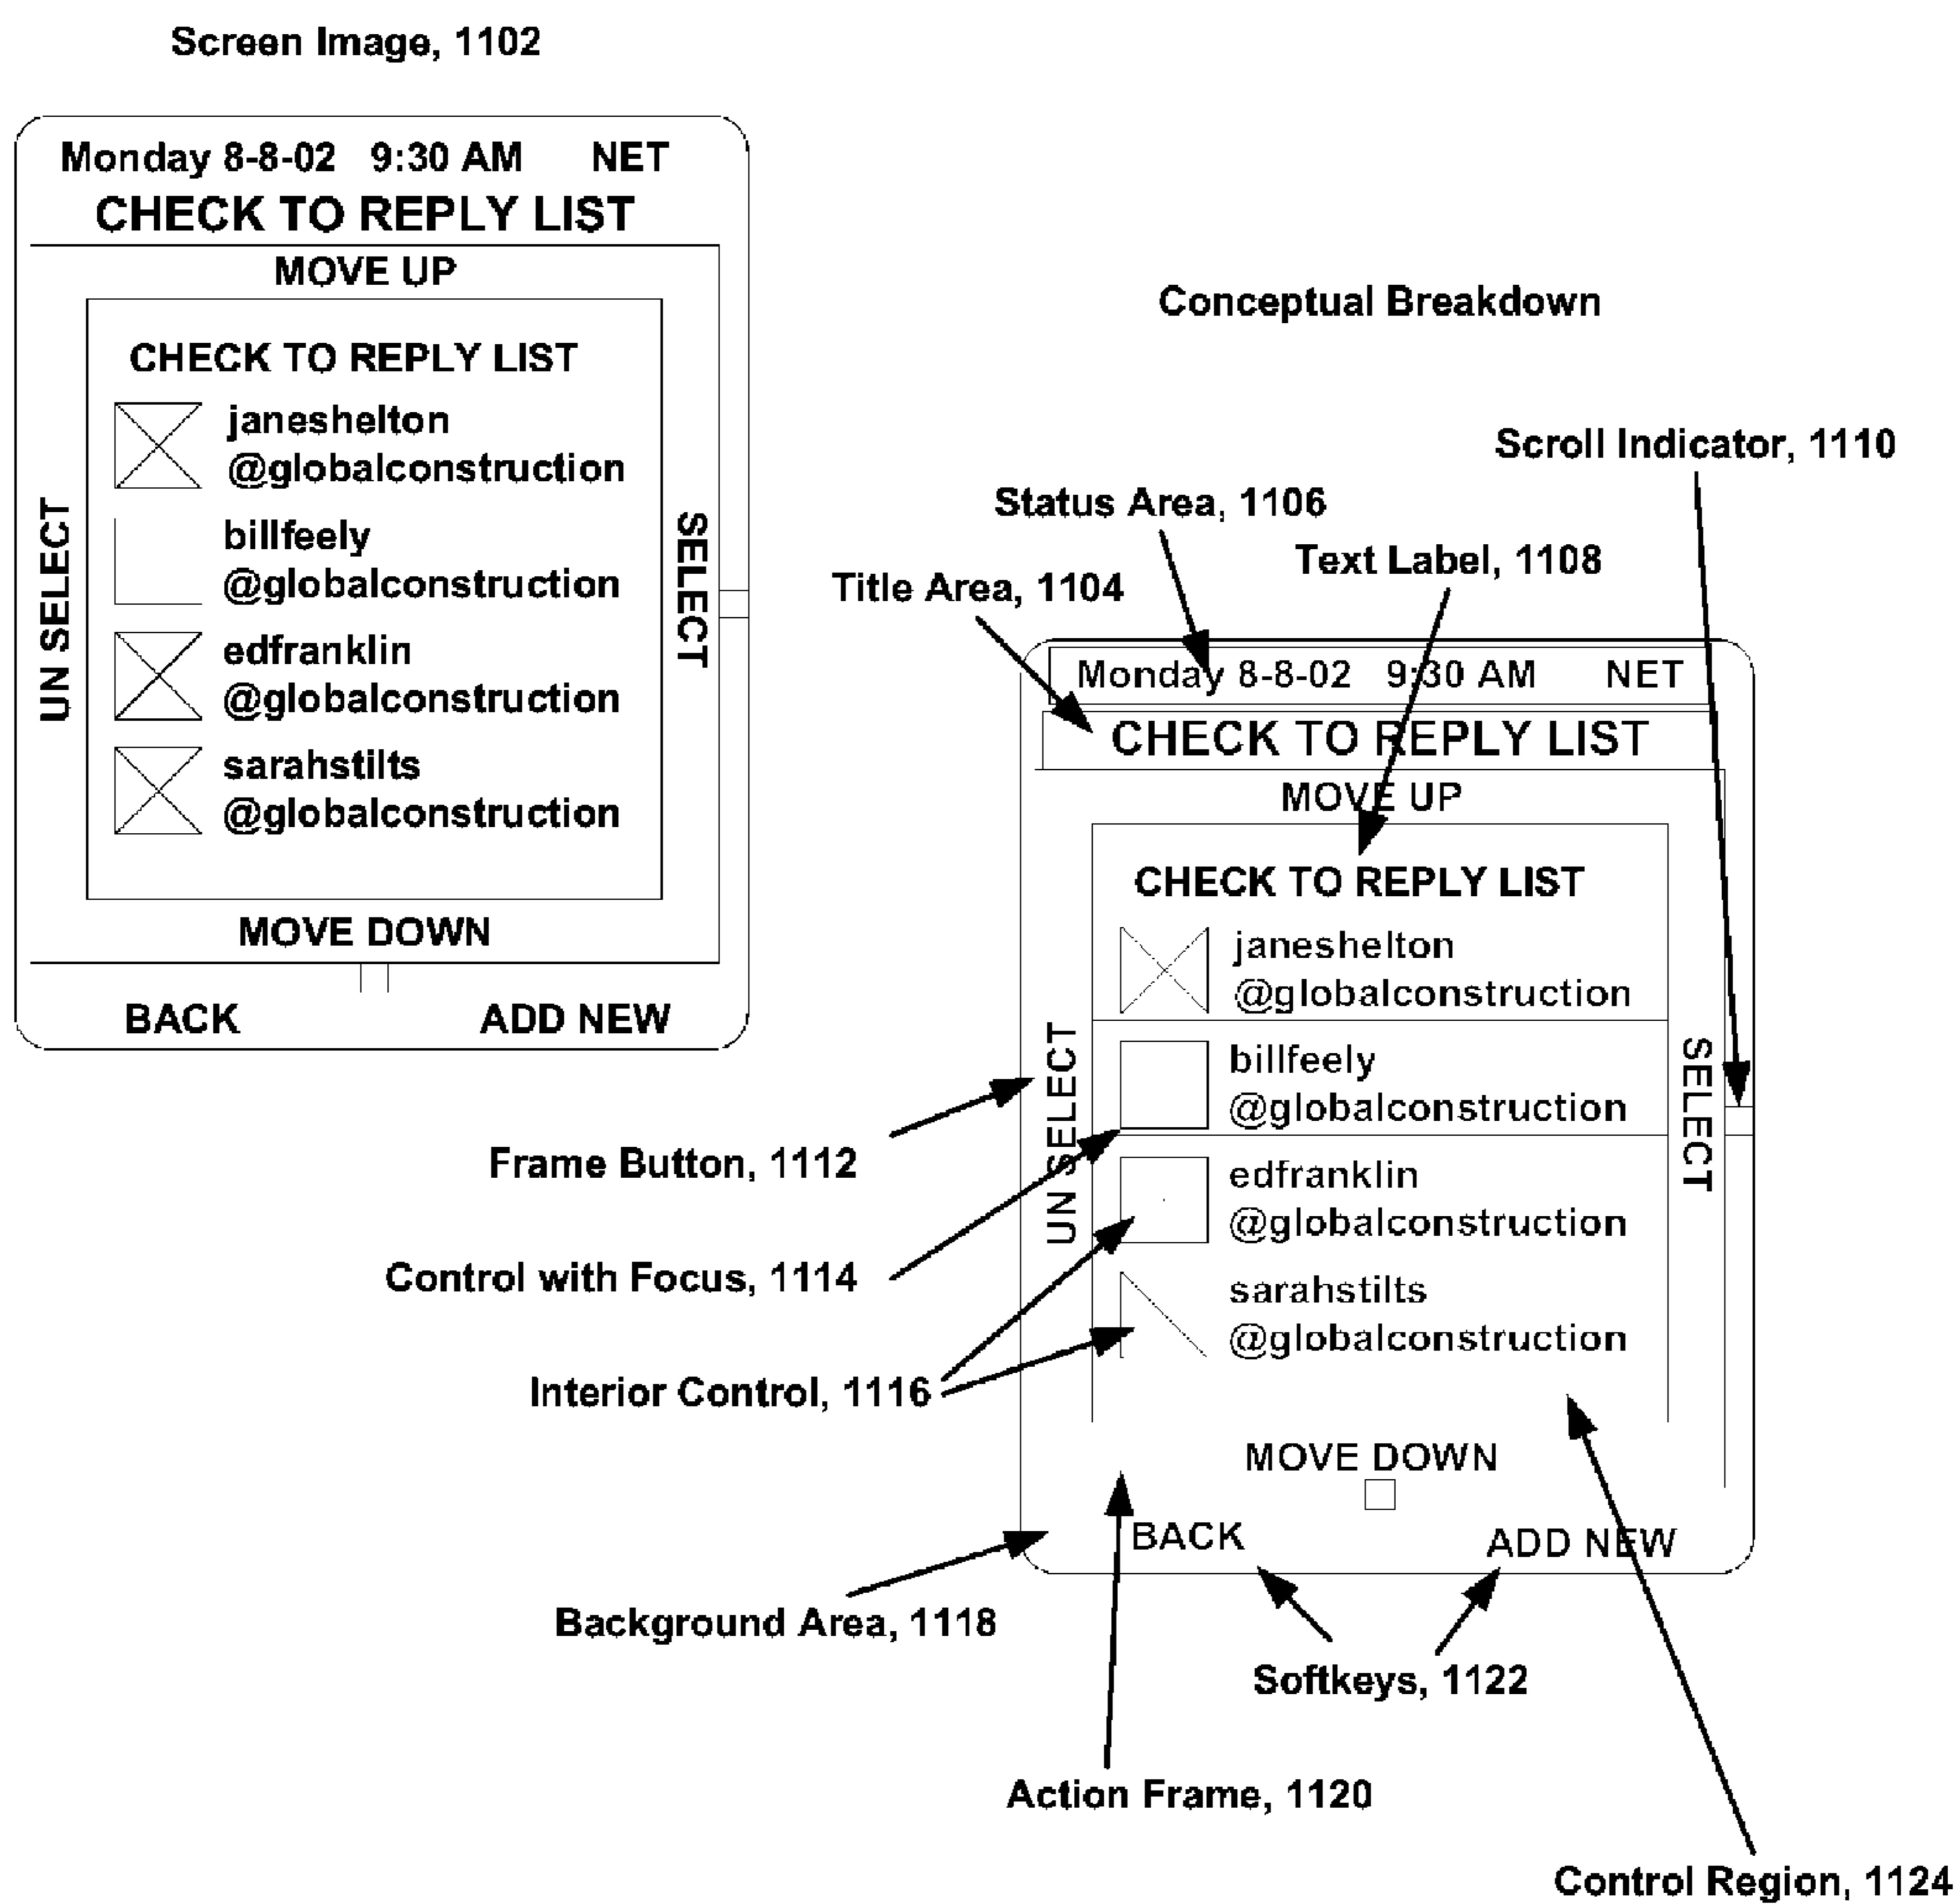 Screen Image, 1102
Monday 8-8-02 9:30 AM NET
CHECK TO REPLY LIST
MOVE UP
CHECK TO REPLY LIST
janeshelton
@globalconstruction
billfeely
@globalconstruction
edfranklin
@globalconstruction
sarahstilts
@globalconstruction
UN SELECT
SELECT
MOVE DOWN
BACK ADD NEW
Conceptual Breakdown
Scroll Indicator, 1110
Status Area, 1106
Text Label, 1108
Title Area, 1104
Monday 8-8-02 9:30 AM NET
CHECK TO REPLY LIST
MOVE UP
CHECK TO REPLY LIST
janeshelton
@globalconstruction
billfeely
@globalconstruction
edfranklin
@globalconstruction
sarahstilts
@globalconstruction
UN SELECT
SELECT
MOVE DOWN
BACK ADD NEW
Frame Button, 1112
Control with Focus, 1114
Interior Control, 1116
Background Area, 1118
Softkeys, 1122
Action Frame, 1120
Control Region, 1124